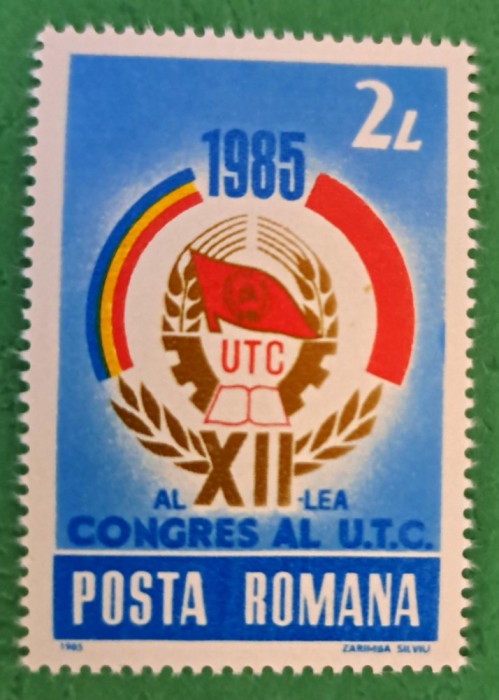 2L
1985
UTC
XII
AL -LEA
CONGRES AL U.T.C.
POSTA ROMANA
1985 ZARIMBA SILVIU